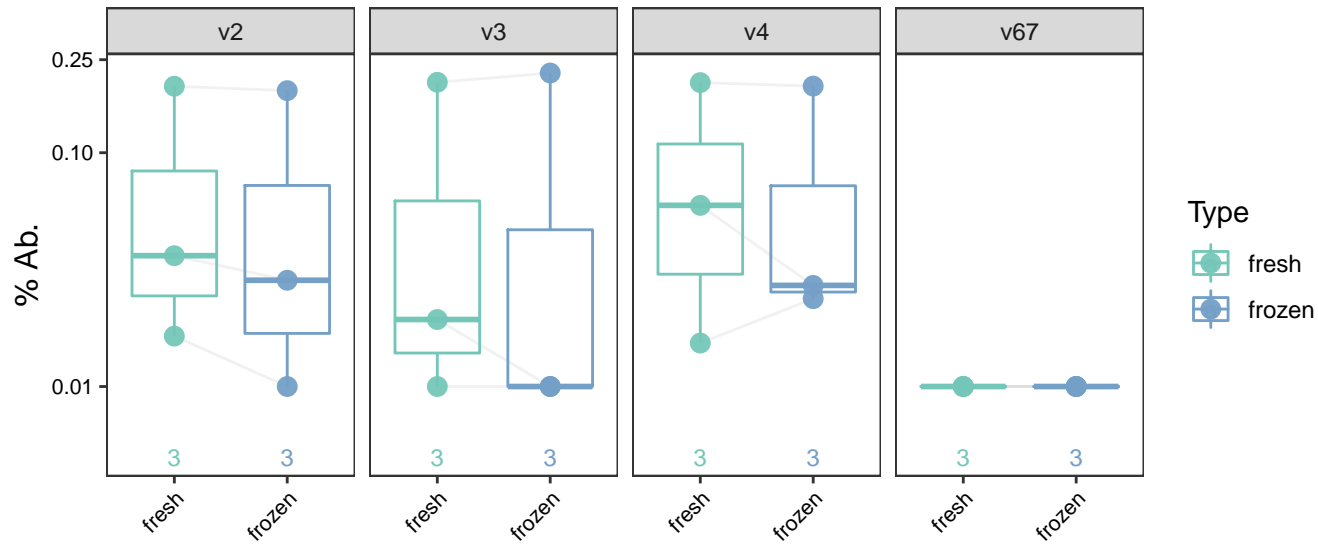 v2 v3 v4 v67
0.25
0.10
0.01
% Ab.
3 3 3 3 3 3 3 3
fresh frozen fresh frozen fresh frozen fresh frozen
Type
fresh
frozen